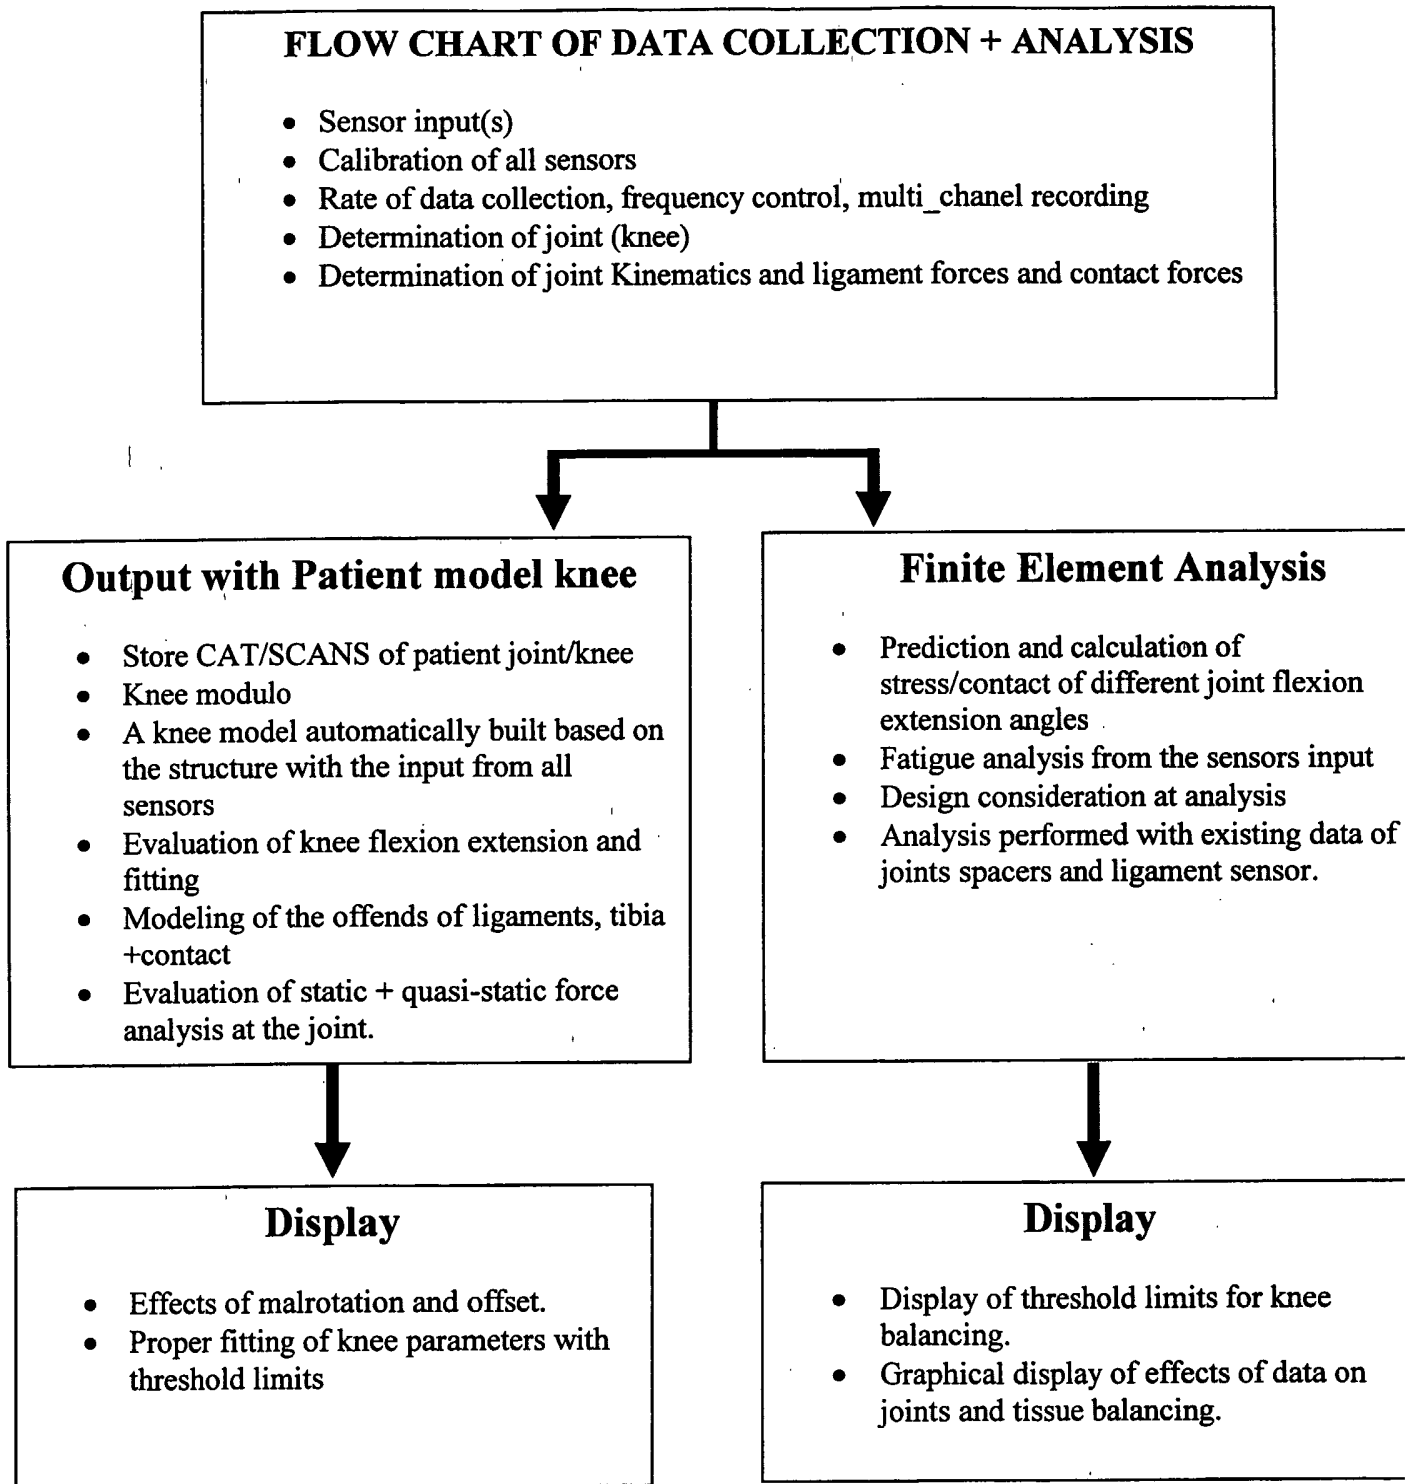 FLOW CHART OF DATA COLLECTION + ANALYSIS
• Sensor input(s)
• Calibration of all sensors
• Rate of data collection, frequency control, multi_chanel recording
• Determination of joint (knee)
• Determination of joint Kinematics and ligament forces and contact forces
Output with Patient model knee
• Store CAT/SCANS of patient joint/knee
• Knee modulo
• A knee model automatically built based on
the structure with the input from all
sensors
• Evaluation of knee flexion extension and
fitting
• Modeling of the offends of ligaments, tibia
+contact
• Evaluation of static + quasi-static force
analysis at the joint.
Finite Element Analysis
• Prediction and calculation of
stress/contact of different joint flexion
extension angles
• Fatigue analysis from the sensors input
• Design consideration at analysis
• Analysis performed with existing data of
joints spacers and ligament sensor.
Display
• Effects of malrotation and offset.
• Proper fitting of knee parameters with
threshold limits
Display
• Display of threshold limits for knee
balancing.
• Graphical display of effects of data on
joints and tissue balancing.